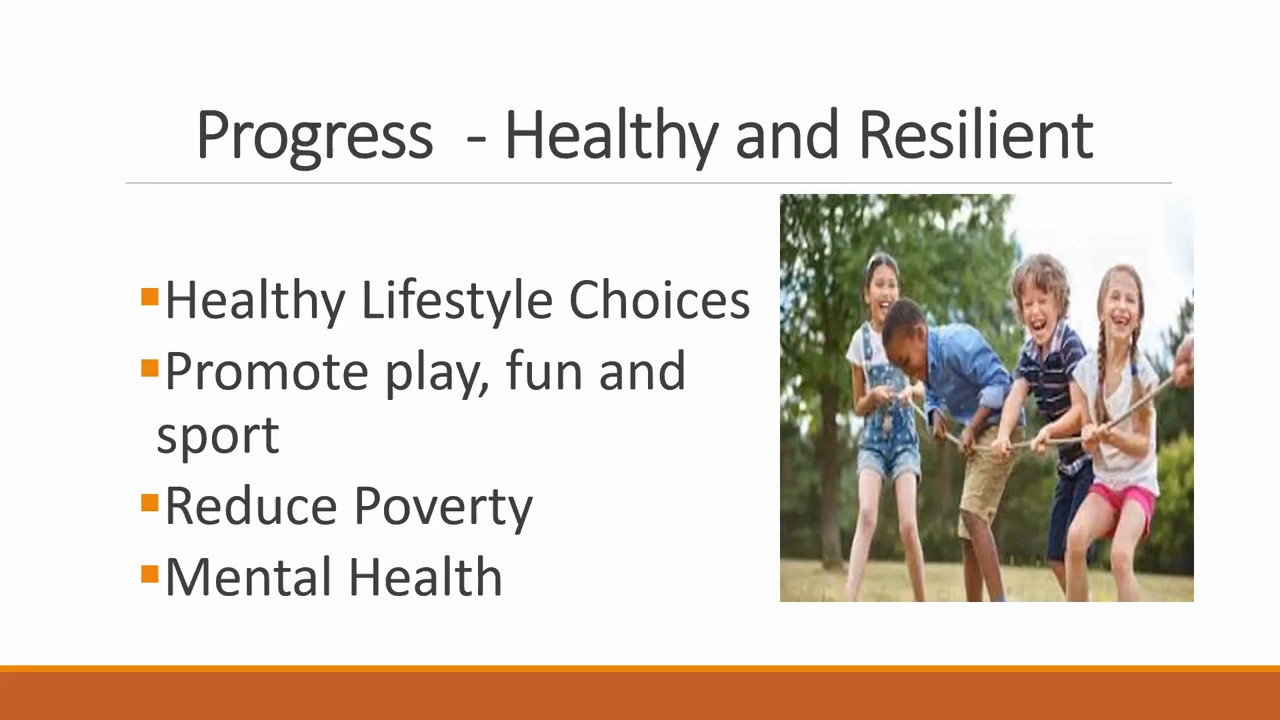 Progress - Healthy and Resilient
Healthy Lifestyle Choices
Promote play, fun and
sport
Reduce Poverty
Mental Health